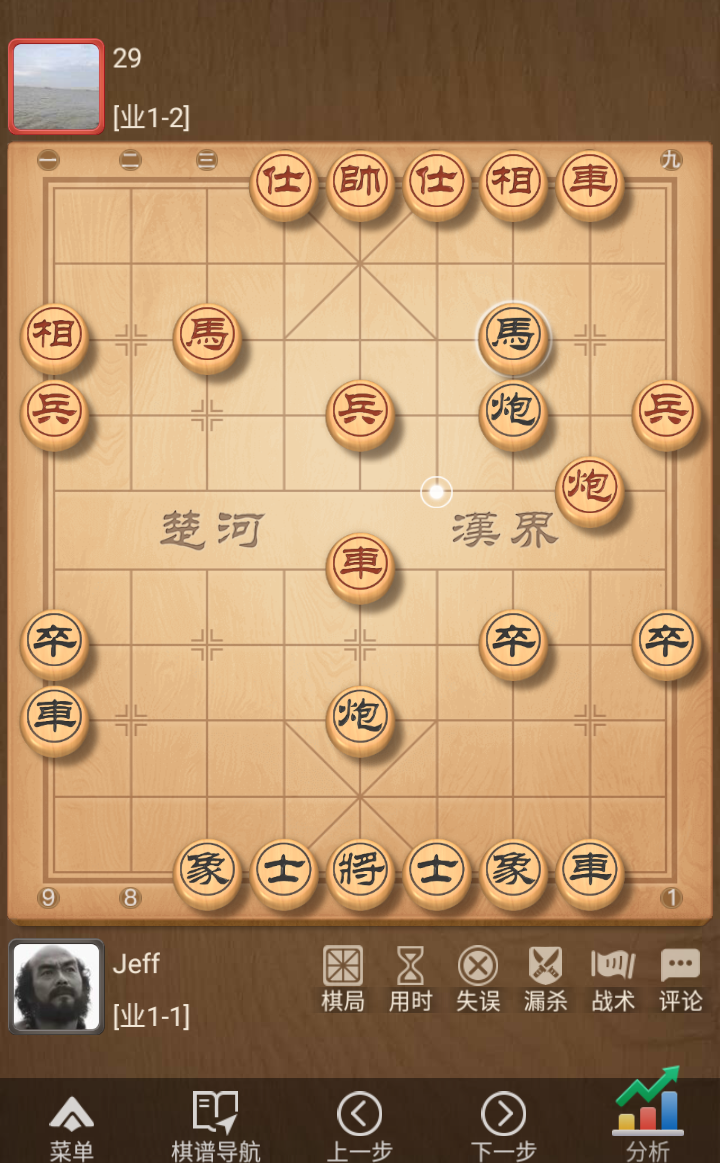 29
[业1-2]
一 二 三 九
仕 帥 仕 相 車
相 馬 馬
兵 兵 炮 兵
炮
楚河 漢界
車
卒 卒 卒
車 炮
象 士 將 士 象 車
9 8 1
Jeff
[业1-1]
棋局 用时 失误 漏杀 战术 评论
菜单 棋谱导航 上一步 下一步 分析